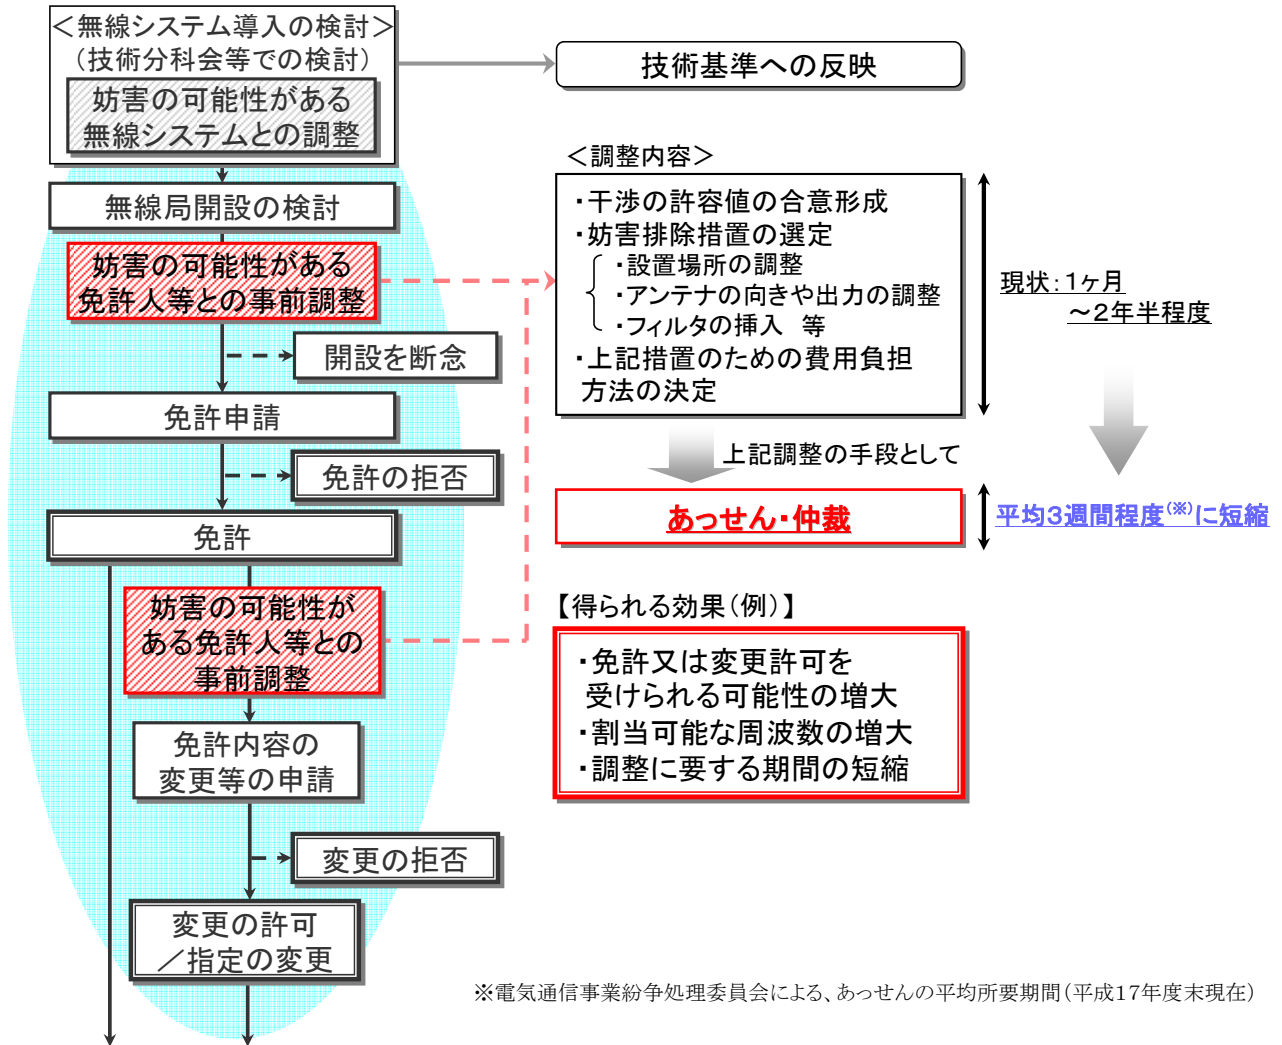 ＜無線システム導入の検討＞
（技術分科会等での検討）
妨害の可能性がある
無線システムとの調整
技術基準への反映
無線局開設の検討
妨害の可能性がある
免許人等との事前調整
開設を断念
免許申請
免許の拒否
免許
妨害の可能性が
ある免許人等との
事前調整
免許内容の
変更等の申請
変更の拒否
変更の許可
／指定の変更
＜調整内容＞
・干渉の許容値の合意形成
・妨害排除措置の選定
・設置場所の調整
・アンテナの向きや出力の調整
・フィルタの挿入　等
・上記措置のための費用負担
方法の決定
現状：１ヶ月
～２年半程度
上記調整の手段として
あっせん・仲裁
平均３週間程度(※)に短縮
【得られる効果（例）】
・免許又は変更許可を
受けられる可能性の増大
・割当可能な周波数の増大
・調整に要する期間の短縮
※電気通信事業紛争処理委員会による、あっせんの平均所要期間（平成１７年度末現在）